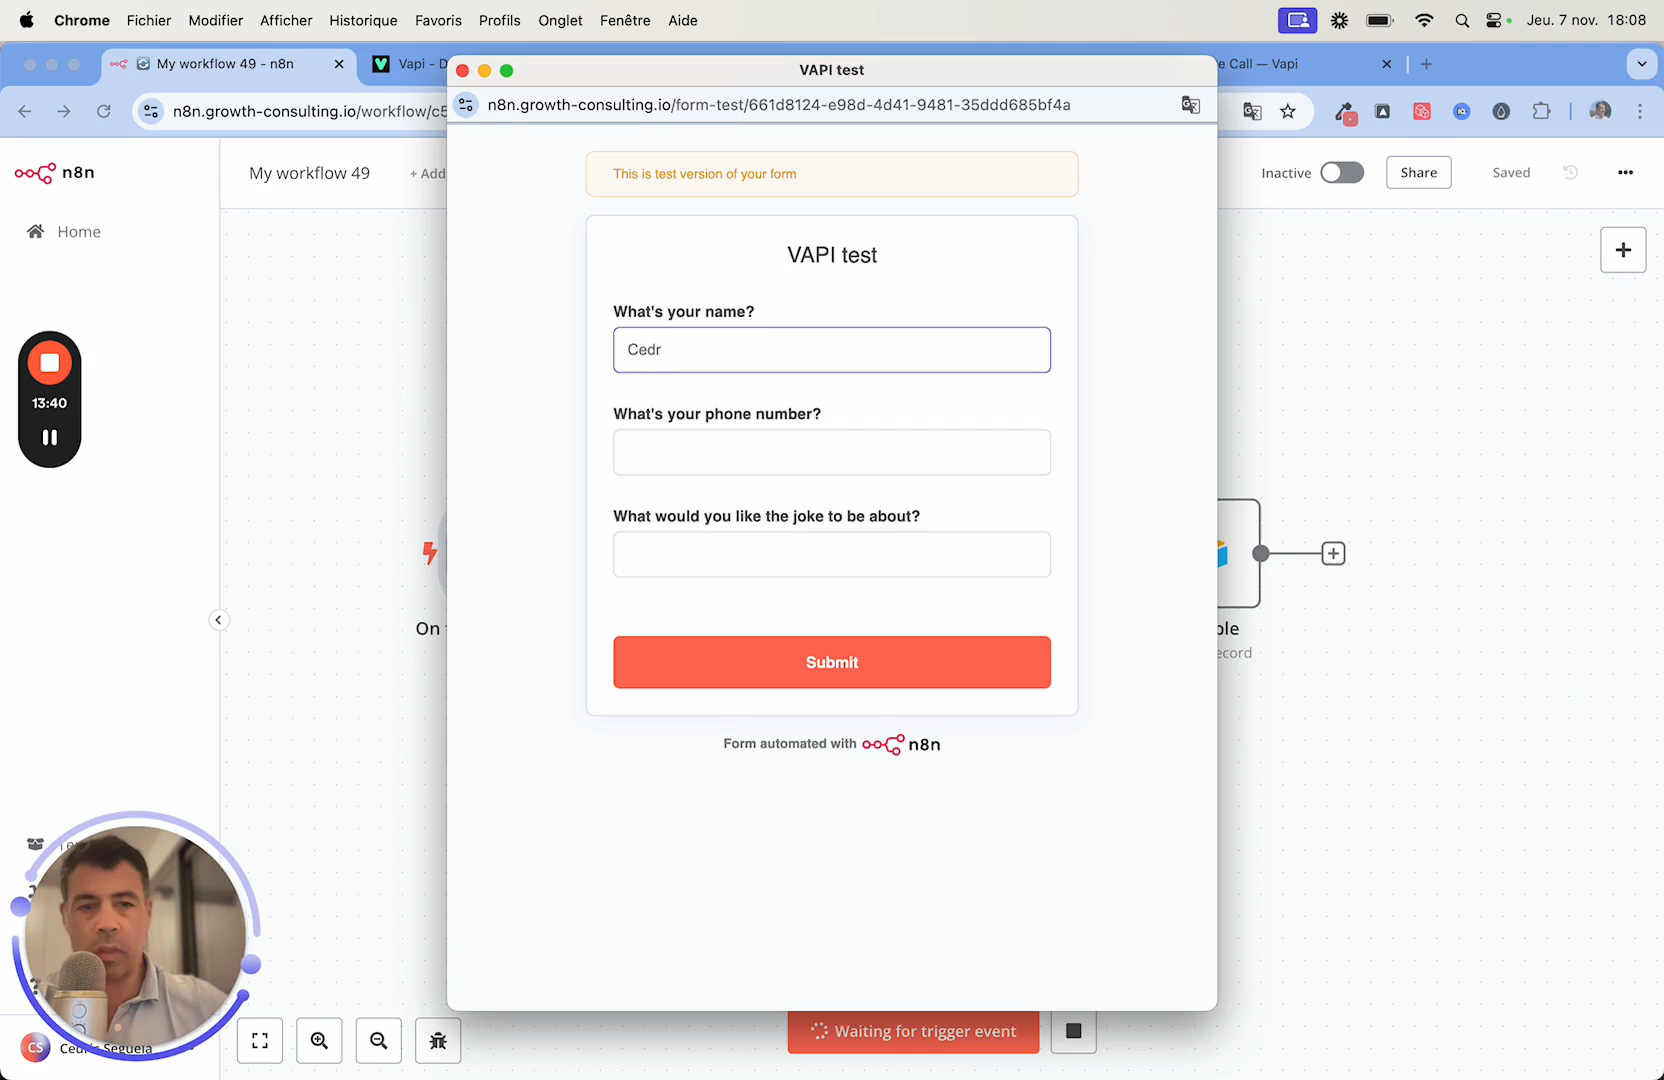 Chrome Fichier Modifier Afficher Historique Favoris Profils Onglet Fenêtre Aide Jeu. 7 nov. 18:08
My workflow 49 - n8n
Vapi - D
VAPI test
e Call — Vapi
n8n.growth-consulting.io/workflow/c5
n8n.growth-consulting.io/form-test/661d8124-e98d-4d41-9481-35ddd685bf4a
n8n
My workflow 49
+ Add
Inactive
Share
Saved
Home
This is test version of your form
VAPI test
What's your name?
Cedr
What's your phone number?
What would you like the joke to be about?
Submit
Form automated with n8n
13:40
On
ble
ecord
CS
Waiting for trigger event